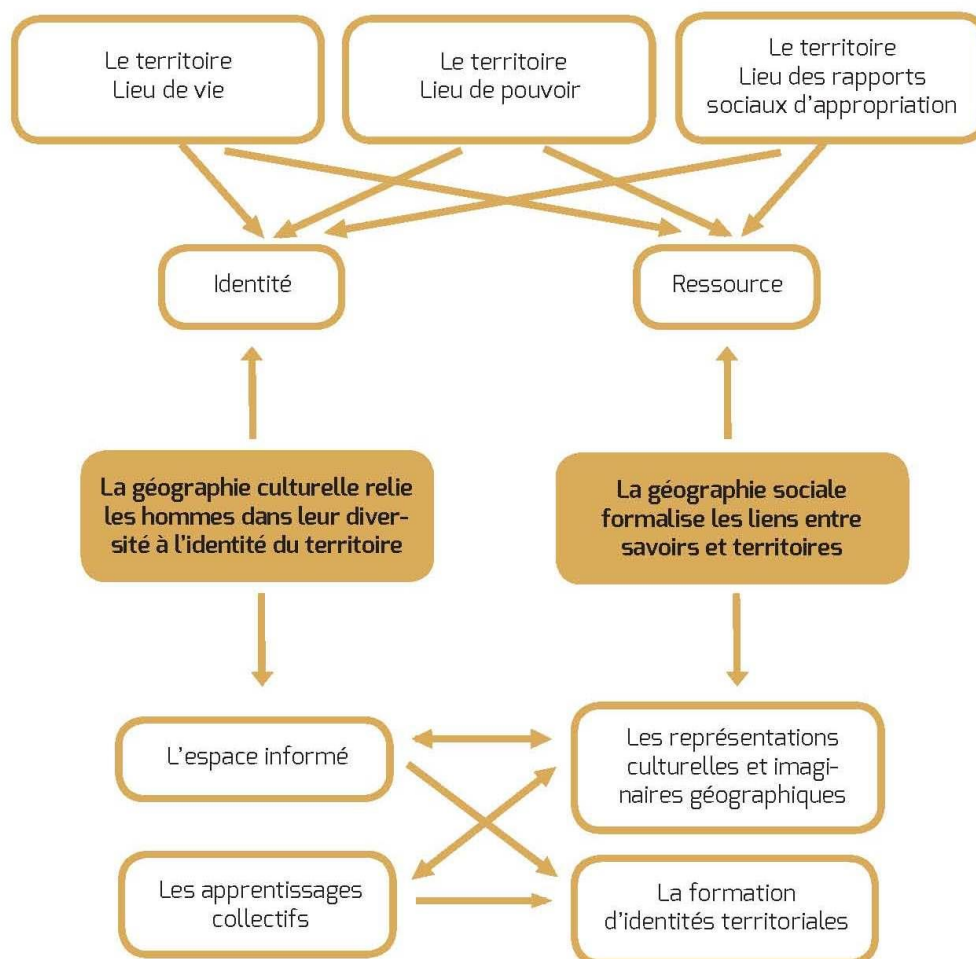 Le territoire
Lieu de vie
Le territoire
Lieu de pouvoir
Le territoire
Lieu des rapports
sociaux d'appropriation
Identité
Ressource
La géographie culturelle relie
les hommes dans leur diver-
sité à l'identité du territoire
La géographie sociale
formalise les liens entre
savoirs et territoires
L'espace informé
Les représentations
culturelles et imagi-
naires géographiques
Les apprentissages
collectifs
La formation
d'identités territoriales